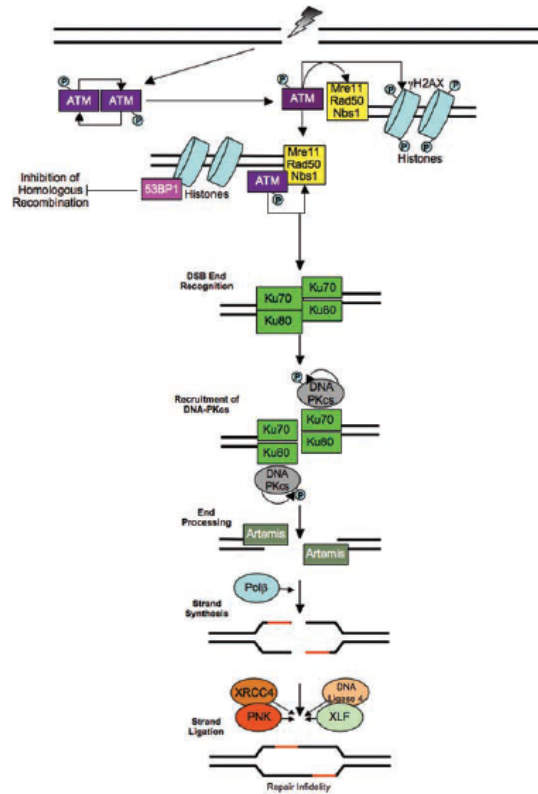 P
ATM
ATM
P
P
ATM
Mre11
Rad50
Nbs1
P
γH2AX
P
P
P
Histones
Inhibition of
Homologous
Recombination
53BP1
Histones
ATM
P
Mre11
Rad50
Nbs1
DSB End
Recognition
Ku70
Ku70
Ku80
Ku80
Recruitment of
DNA-PKcs
P
DNA
PKcs
Ku70
Ku70
Ku80
Ku80
DNA
PKcs
P
End
Processing
Artemis
Artemis
Polβ
Strand
Synthesis
XRCC4
PNK
DNA
Ligase 4
XLF
Strand
Ligation
Repair Infidelity